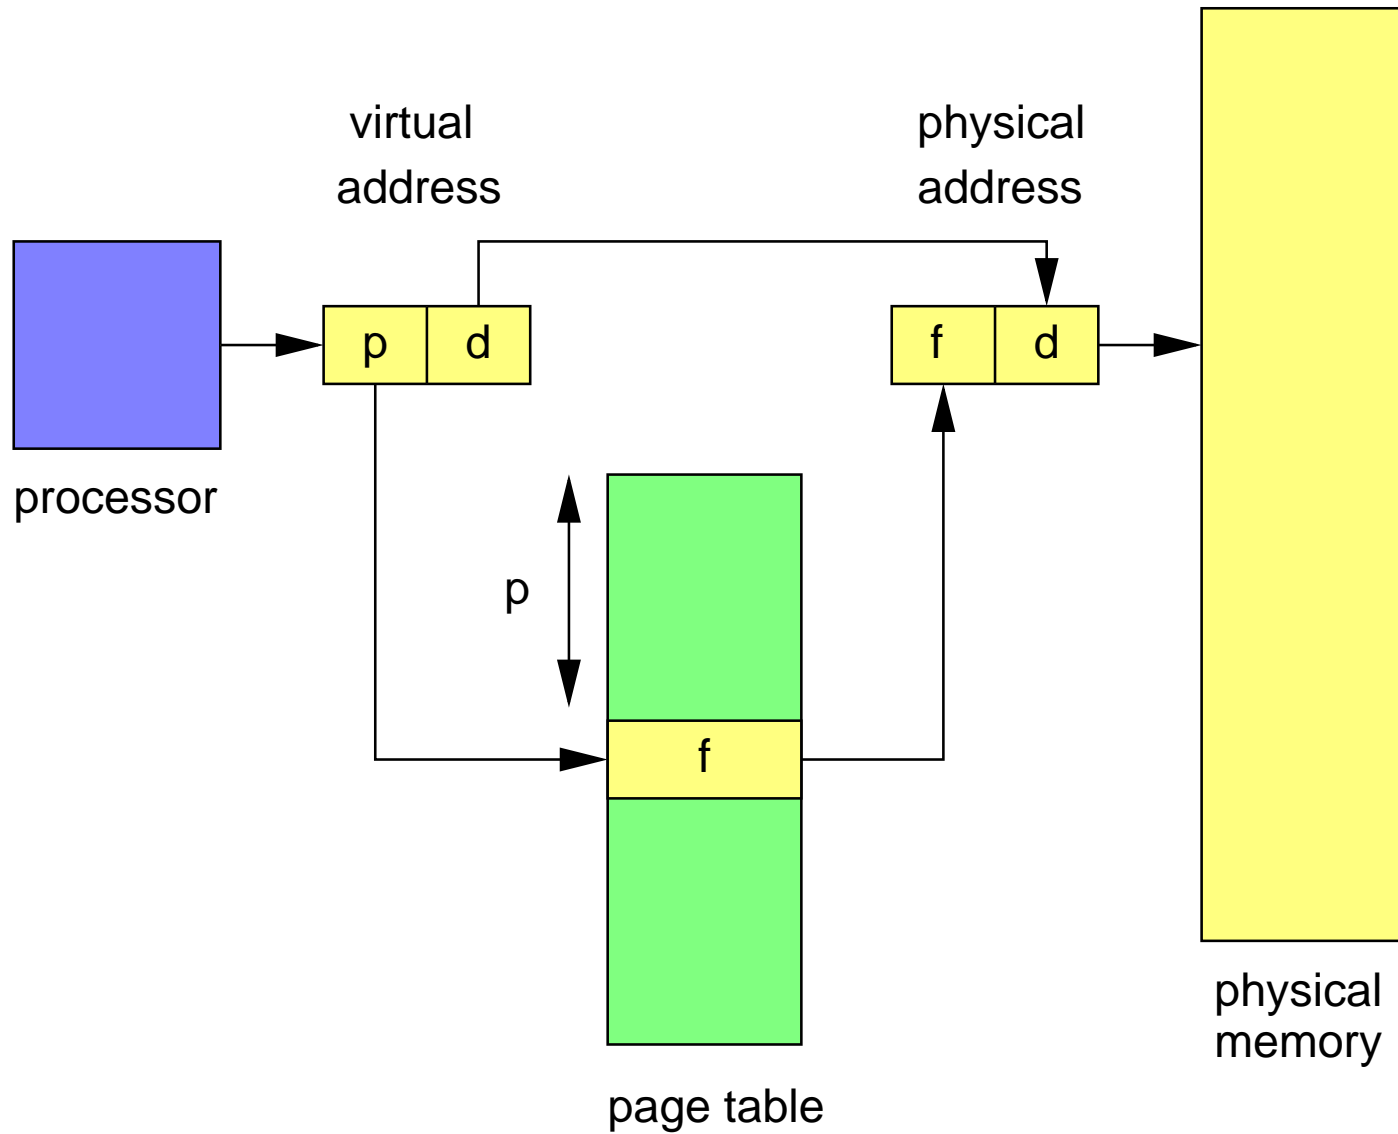 virtual
address
physical
address
p
d
f
d
processor
p
f
physical
memory
page table